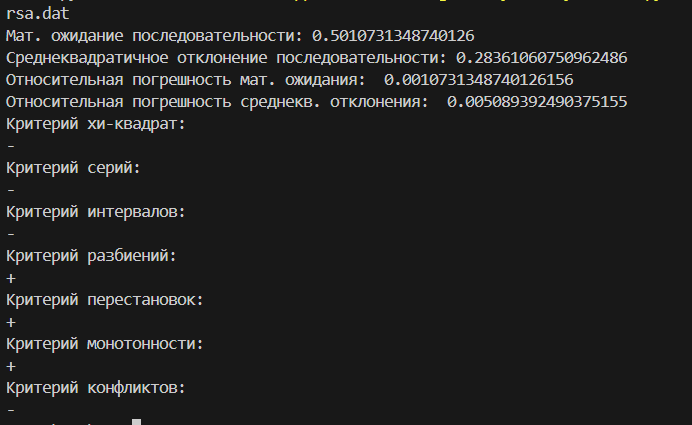 rsa.dat
Мат. ожидание последовательности: 0.5010731348740126
Среднеквадратичное отклонение последовательности: 0.28361060750962486
Относительная погрешность мат. ожидания:  0.0010731348740126156
Относительная погрешность среднекв. отклонения:  0.005089392490375155
Критерий хи-квадрат:
-
Критерий серий:
-
Критерий интервалов:
-
Критерий разбиений:
+
Критерий перестановок:
+
Критерий монотонности:
+
Критерий конфликтов:
-